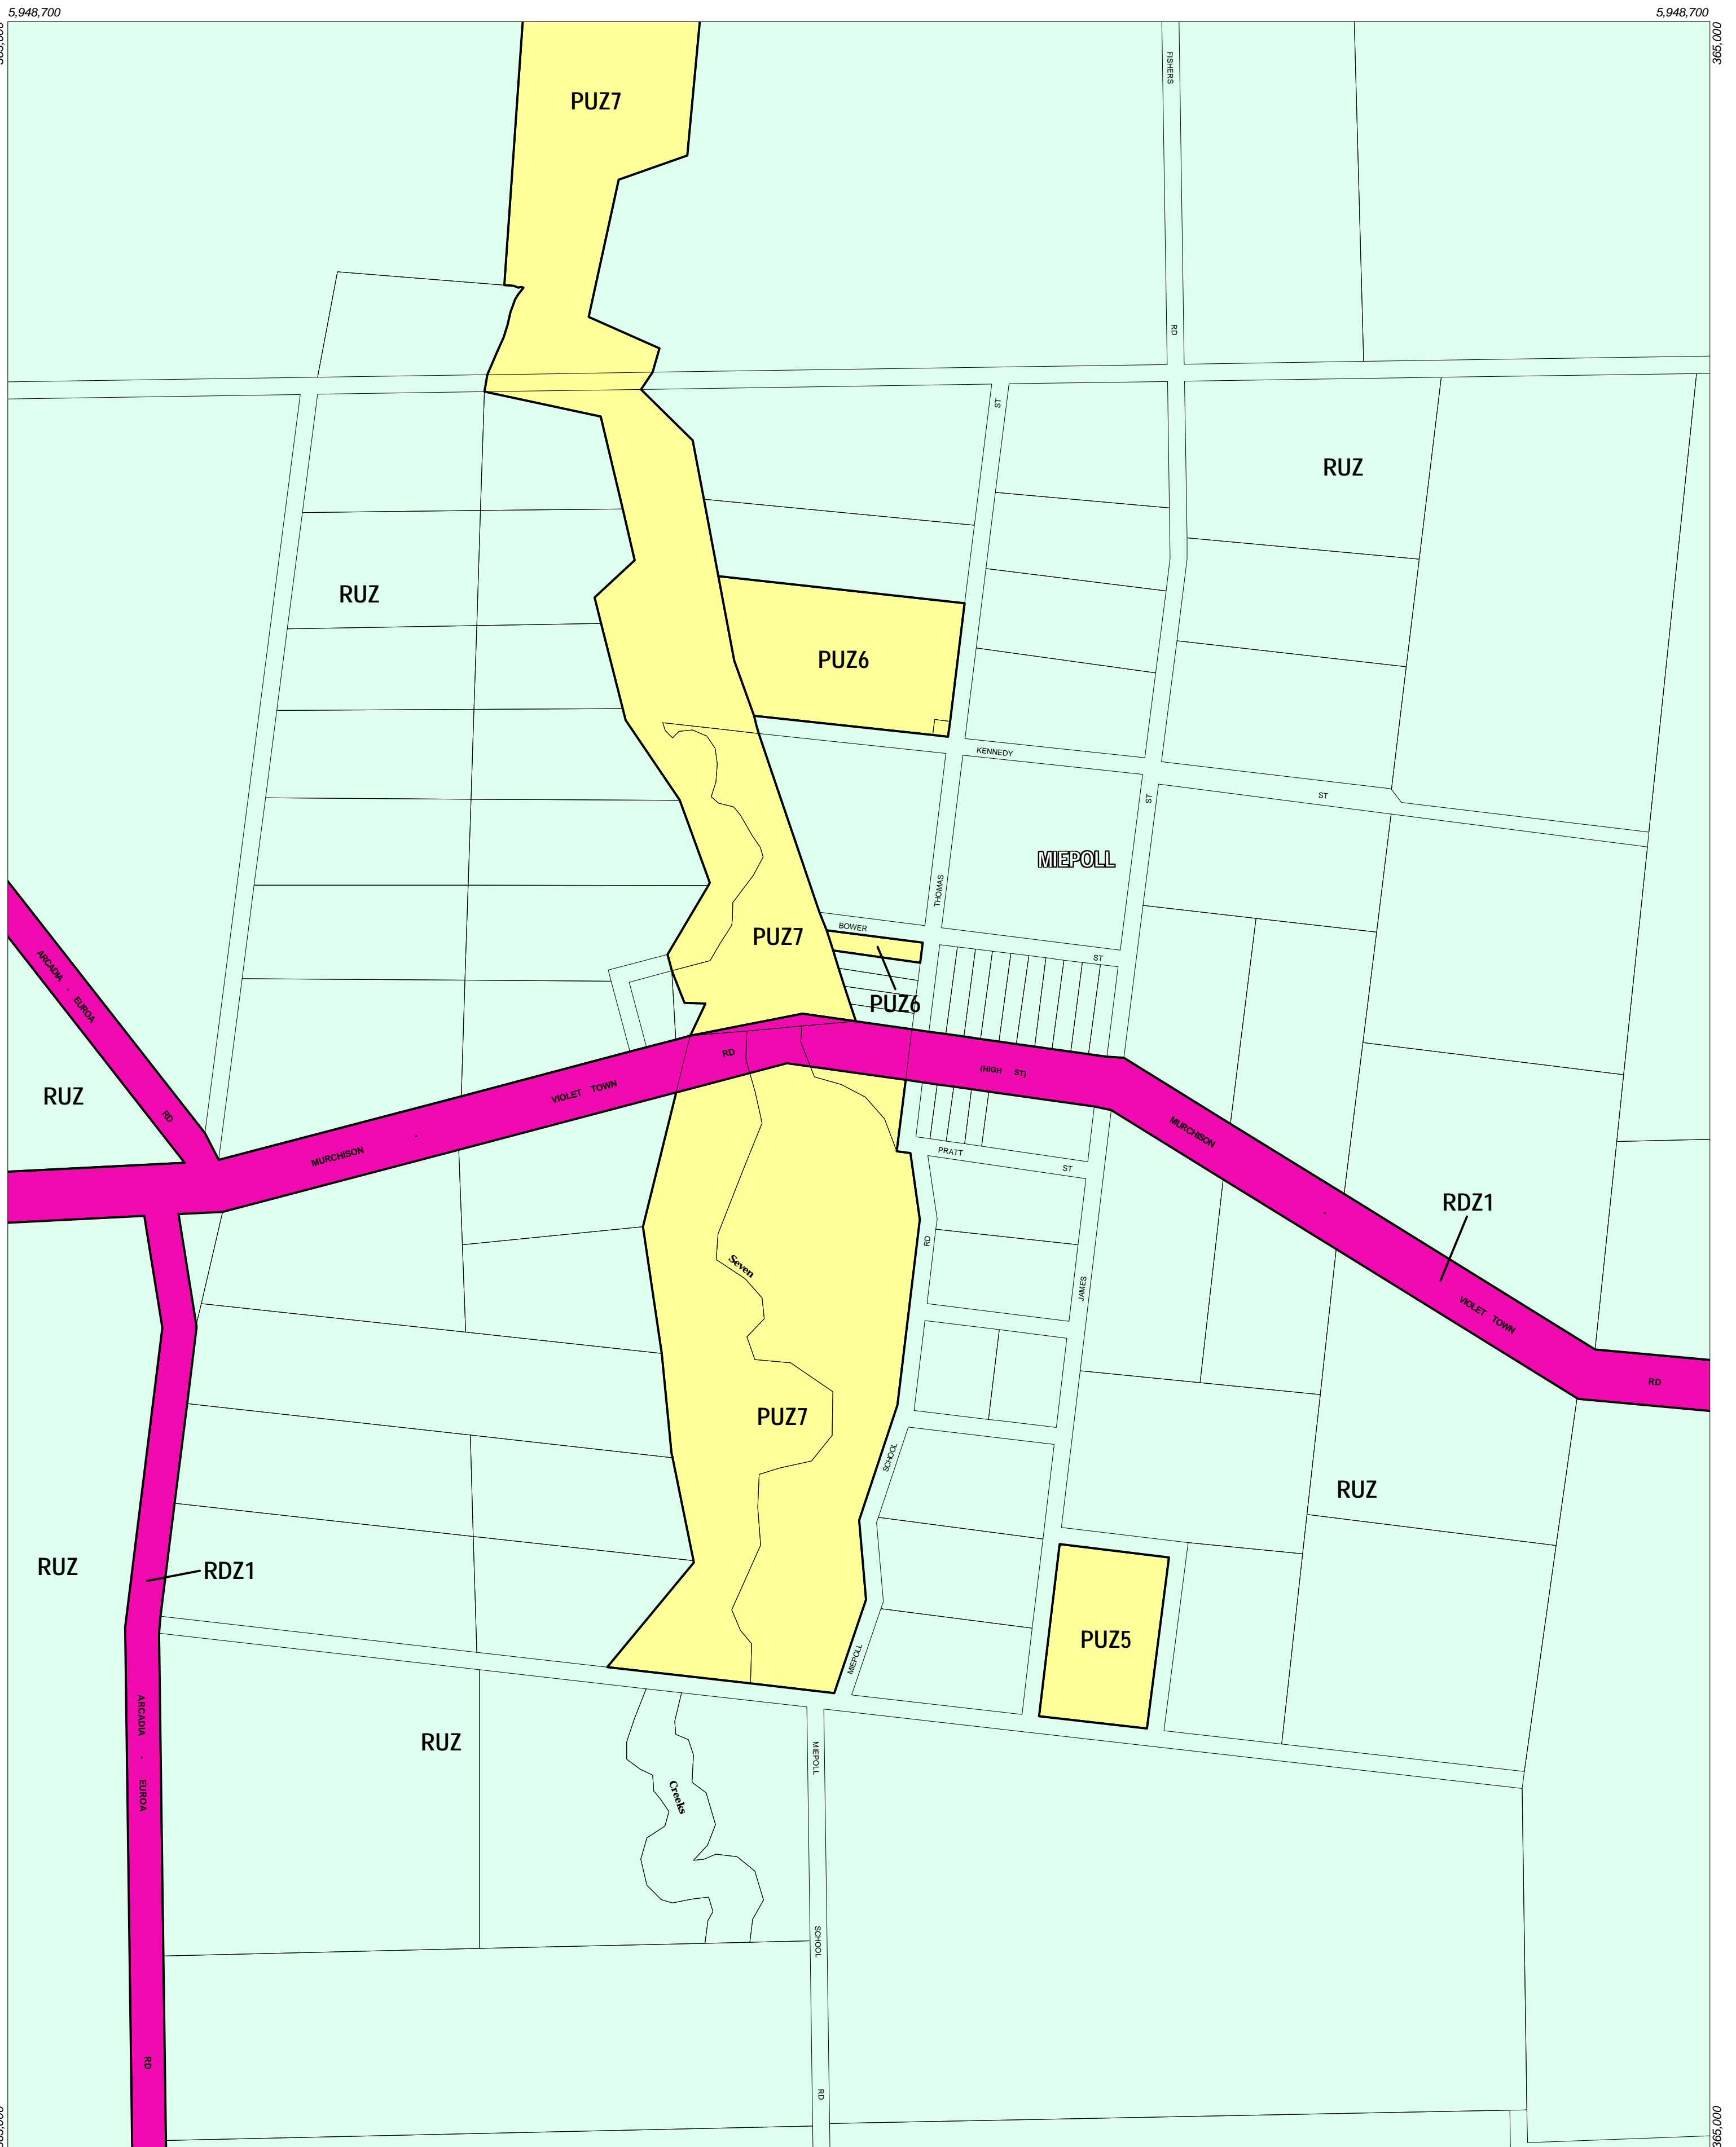 5,948,700
5,948,700
365,000
PUZ7
FISHERS
RD
ST
RUZ
RUZ
PUZ6
KENNEDY
ST
ST
MIEPOLL
THOMAS
BOWER
ST
PUZ7
PUZ6
ARCADIA - EUROA
RD
RUZ
MURCHISON - VIOLET TOWN
RD
(HIGH ST)
MURCHISON - VIOLET TOWN
RD
PRATT
ST
RDZ1
RD
JAMES
Seven
PUZ7
SCHOOL
RUZ
RUZ
RDZ1
PUZ5
MIEPOLL
ARCADIA - EUROA
RD
RUZ
MIEPOLL
Creeks
SCHOOL
RD
365,000